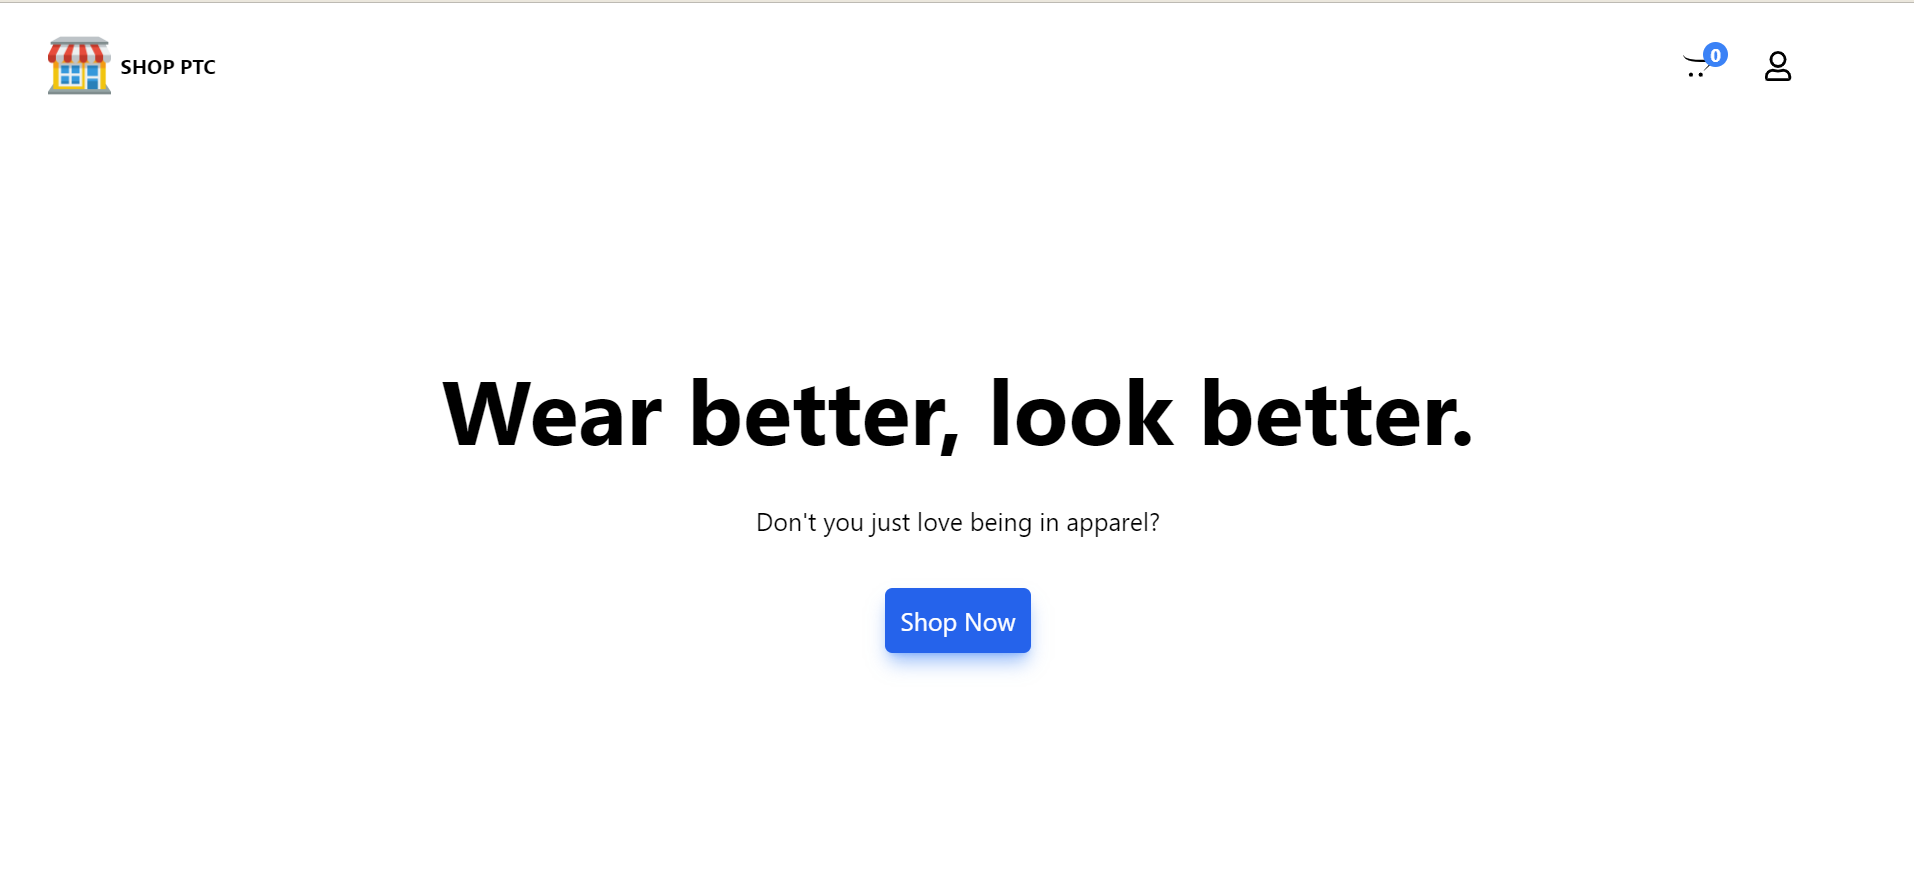 SHOP PTC
0
Wear better, look better.
Don't you just love being in apparel?
Shop Now